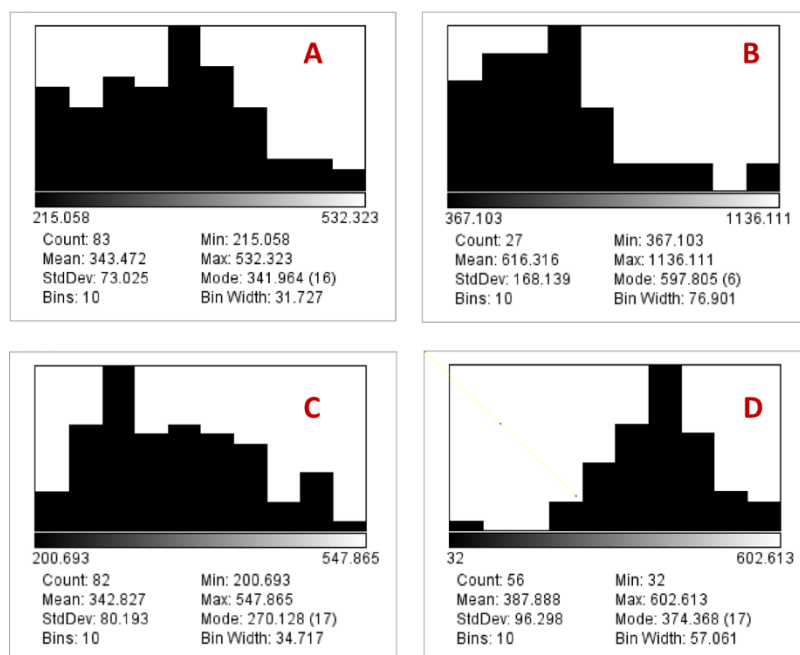 A
215.058 532.323
Count: 83 Min: 215.058
Mean: 343.472 Max: 532.323
StdDev: 73.025 Mode: 341.964 (16)
Bins: 10 Bin Width: 31.727
B
367.103 1136.111
Count: 27 Min: 367.103
Mean: 616.316 Max: 1136.111
StdDev: 168.139 Mode: 597.805 (6)
Bins: 10 Bin Width: 76.901
C
200.693 547.865
Count: 82 Min: 200.693
Mean: 342.827 Max: 547.865
StdDev: 80.193 Mode: 270.128 (17)
Bins: 10 Bin Width: 34.717
D
32 602.613
Count: 56 Min: 32
Mean: 387.888 Max: 602.613
StdDev: 96.298 Mode: 374.368 (17)
Bins: 10 Bin Width: 57.061